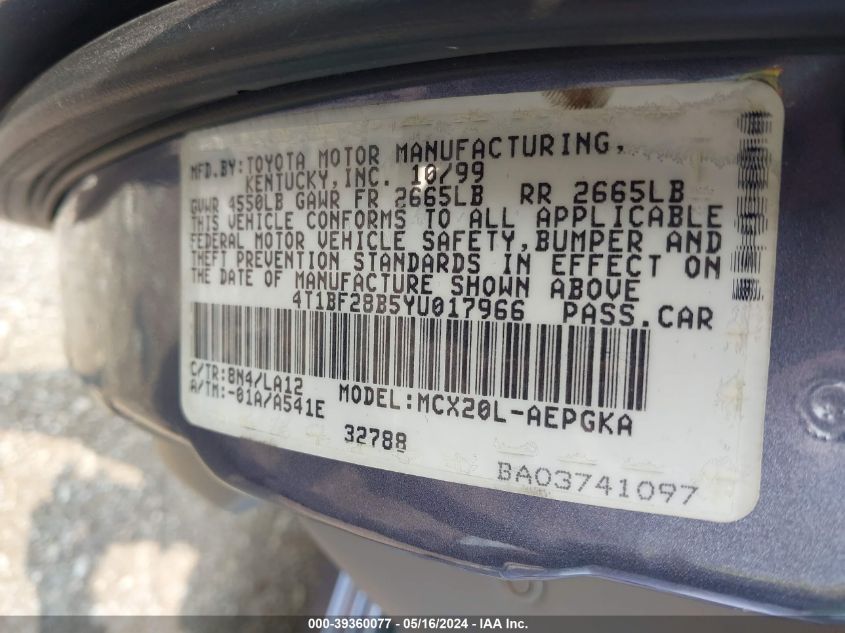 MFD.BY:TOYOTA MOTOR MANUFACTURING,
KENTUCKY,INC. 10/99
GVWR 4550LB GAWR FR 2665LB RR 2665LB
THIS VEHICLE CONFORMS TO ALL APPLICABLE
FEDERAL MOTOR VEHICLE SAFETY,BUMPER AND
THEFT PREVENTION STANDARDS IN EFFECT ON
THE DATE OF MANUFACTURE SHOWN ABOVE
4T1BF28B5YU017966 PASS.CAR
C/TR:8N4/LA12
A/TM:-01A/A541E
MODEL:MCX20L-AEPGKA
32788
BA03741097
000-39360077 - 05/16/2024 - IAA Inc.